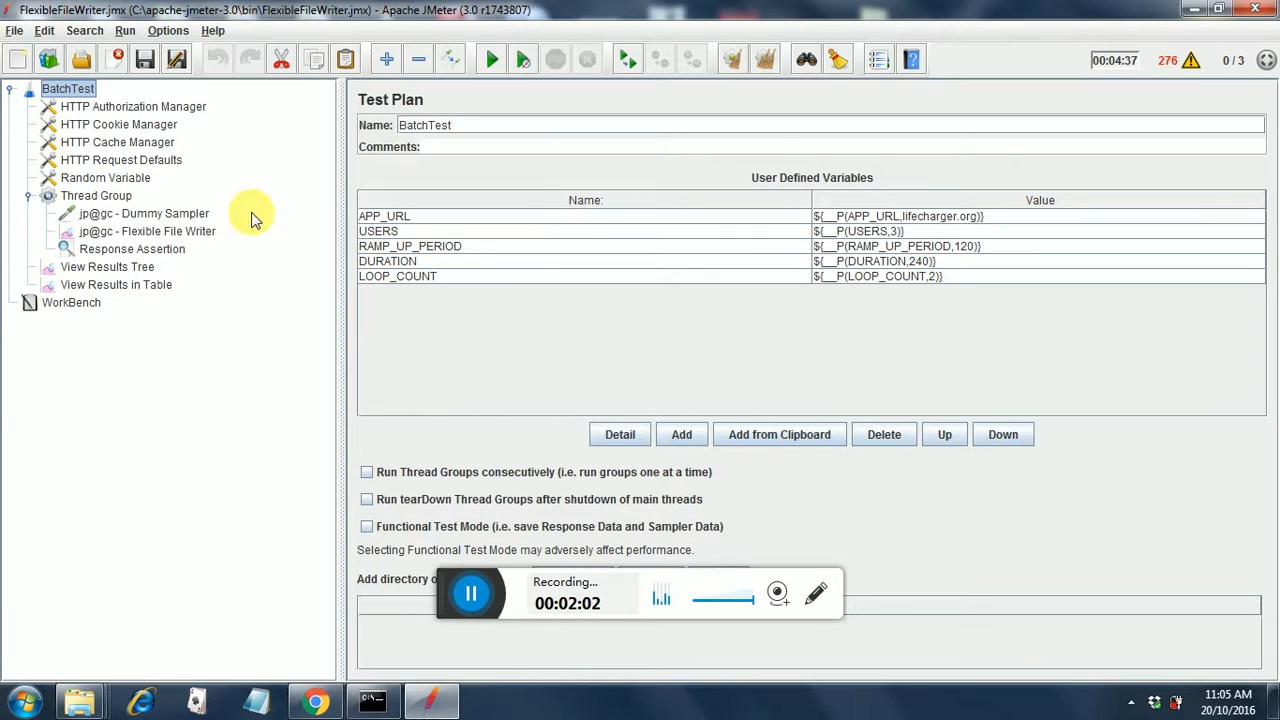 FlexibleFileWriter.jmx (C:\apache-jmeter-3.0\bin\FlexibleFileWriter.jmx) - Apache JMeter (3.0 r1743807)
File Edit Search Run Options Help
00:04:37 276 0 / 3
BatchTest
HTTP Authorization Manager
HTTP Cookie Manager
HTTP Cache Manager
HTTP Request Defaults
Random Variable
Thread Group
jp@gc - Dummy Sampler
jp@gc - Flexible File Writer
Response Assertion
View Results Tree
View Results in Table
WorkBench
Test Plan
Name: BatchTest
Comments:
User Defined Variables
Name: Value
APP_URL ${__P(APP_URL,lifecharger.org)}
USERS ${__P(USERS,3)}
RAMP_UP_PERIOD ${__P(RAMP_UP_PERIOD,120)}
DURATION ${__P(DURATION,240)}
LOOP_COUNT ${__P(LOOP_COUNT,2)}
Detail Add Add from Clipboard Delete Up Down
Run Thread Groups consecutively (i.e. run groups one at a time)
Run tearDown Thread Groups after shutdown of main threads
Functional Test Mode (i.e. save Response Data and Sampler Data)
Selecting Functional Test Mode may adversely affect performance.
Add directory o
Recording...
00:02:02
11:05 AM
20/10/2016